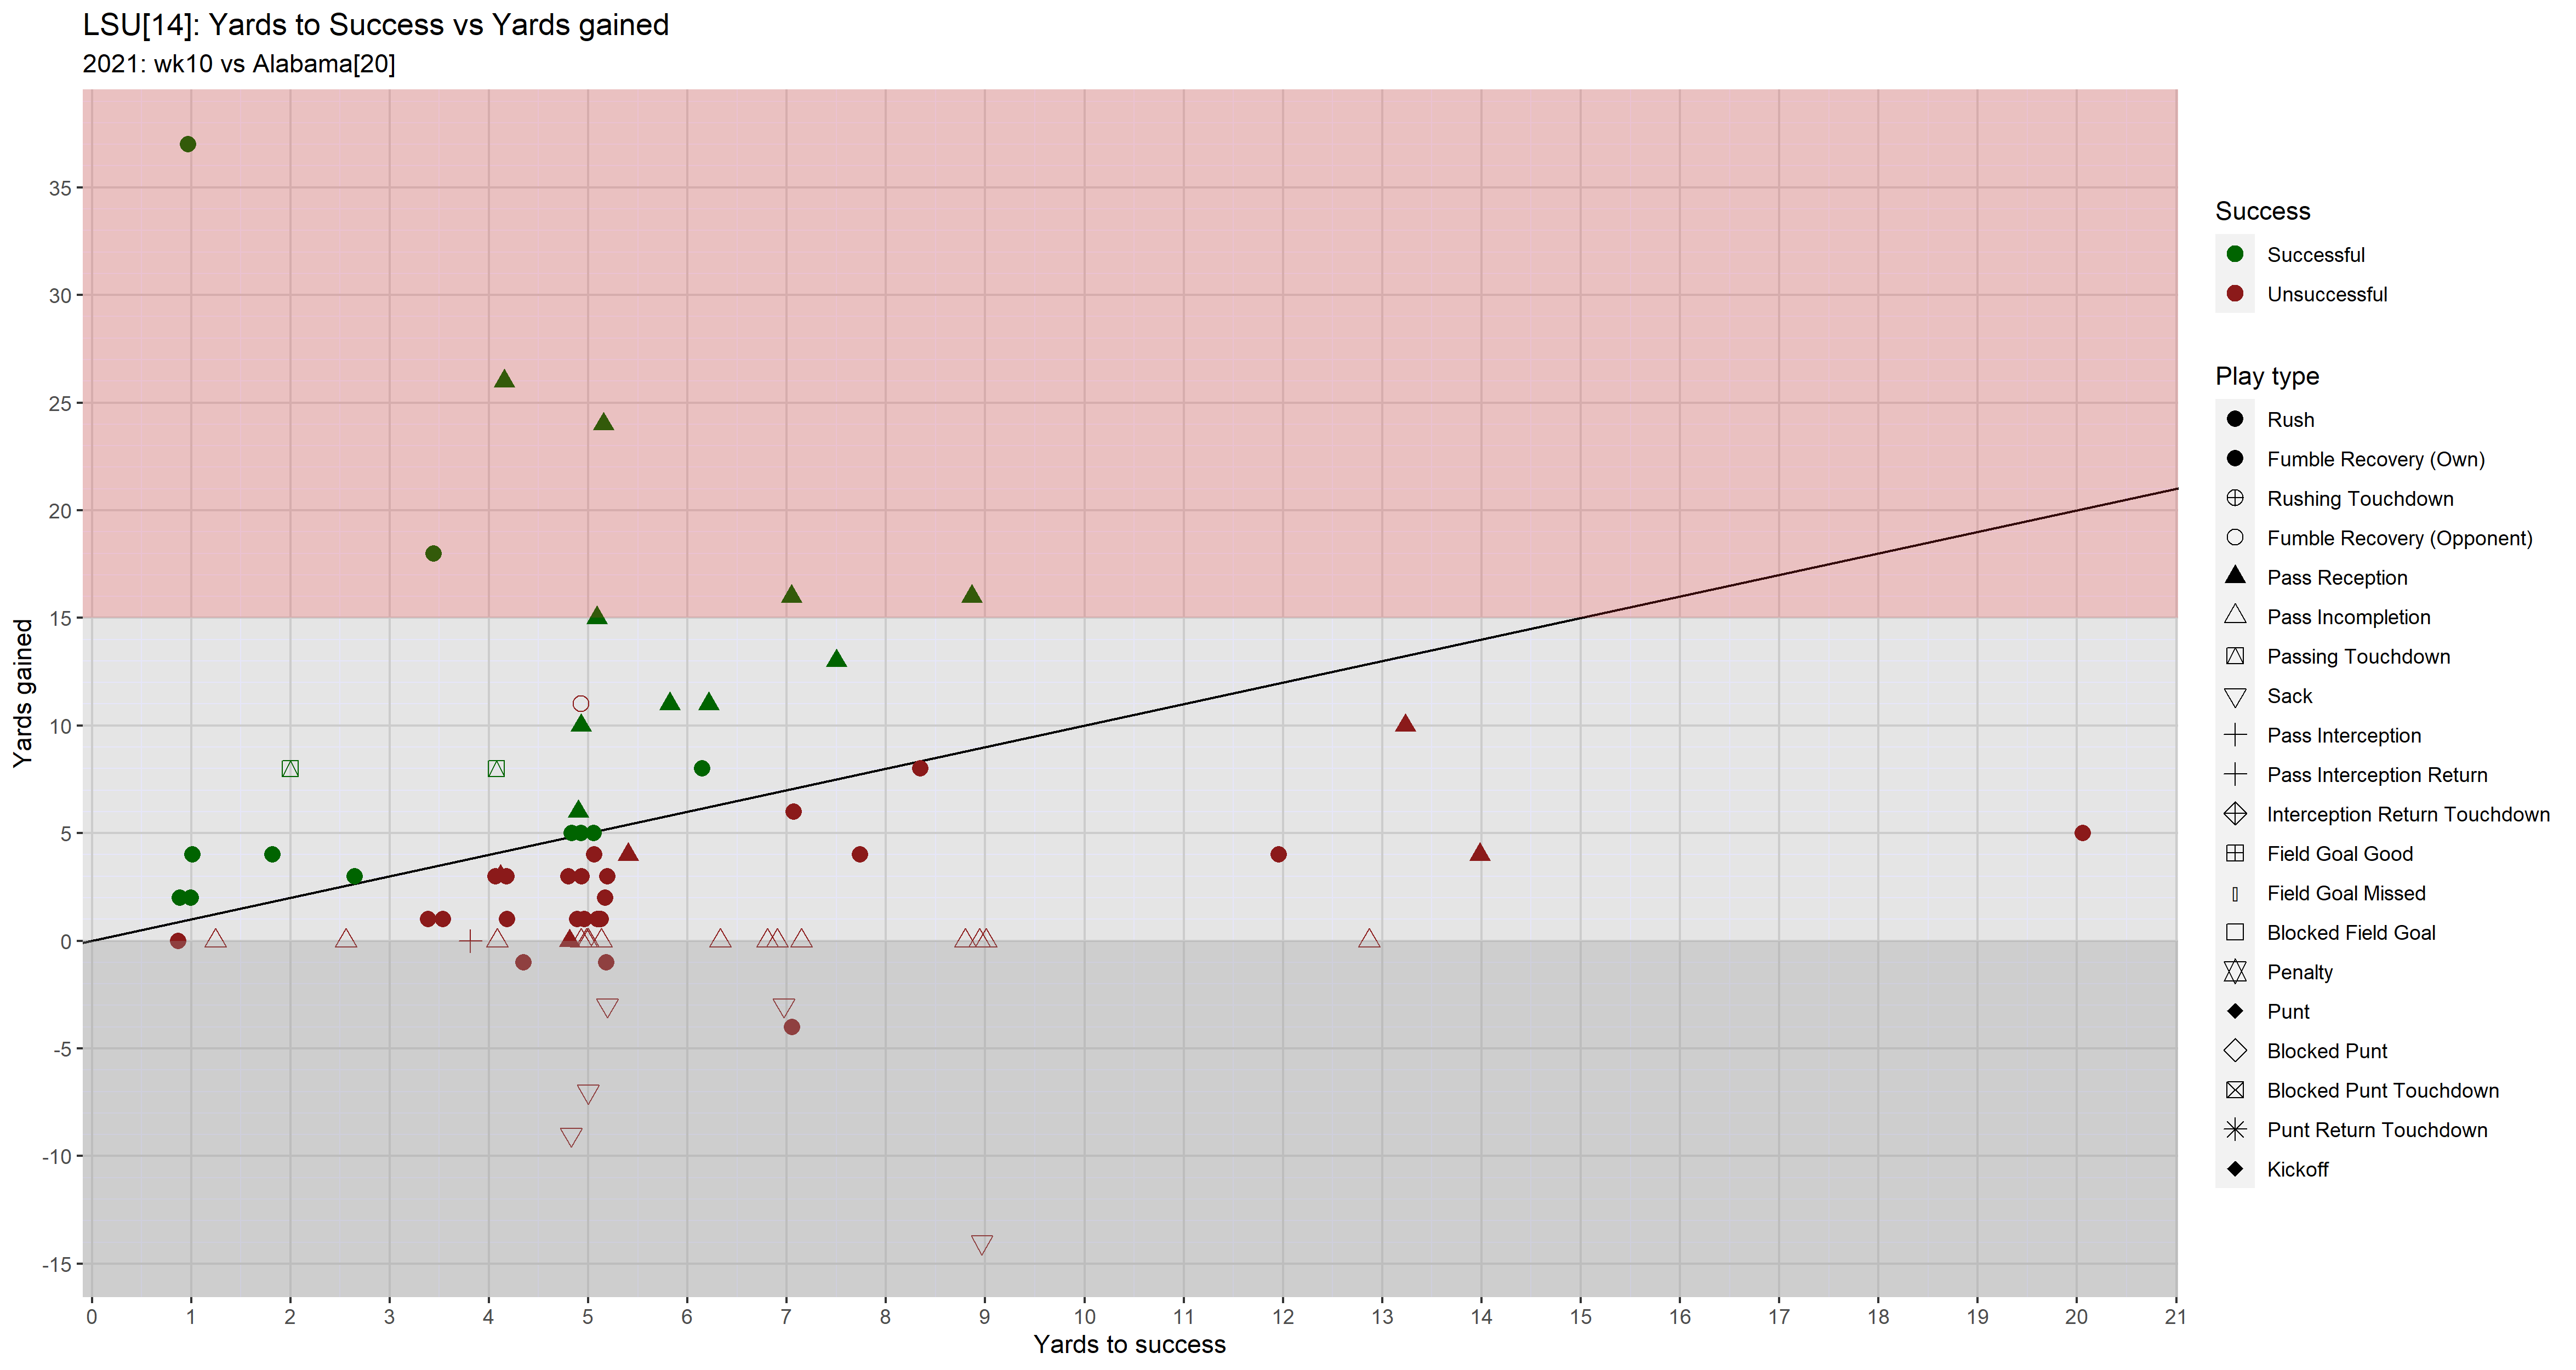 LSU[14]: Yards to Success vs Yards gained
2021: wk10 vs Alabama[20]
Yards gained
35
30
25
20
15
10
5
0
-5
-10
-15
0 1 2 3 4 5 6 7 8 9 10 11 12 13 14 15 16 17 18 19 20 21
Yards to success
Success
Successful
Unsuccessful
Play type
Rush
Fumble Recovery (Own)
Rushing Touchdown
Fumble Recovery (Opponent)
Pass Reception
Pass Incompletion
Passing Touchdown
Sack
Pass Interception
Pass Interception Return
Interception Return Touchdown
Field Goal Good
Field Goal Missed
Blocked Field Goal
Penalty
Punt
Blocked Punt
Blocked Punt Touchdown
Punt Return Touchdown
Kickoff